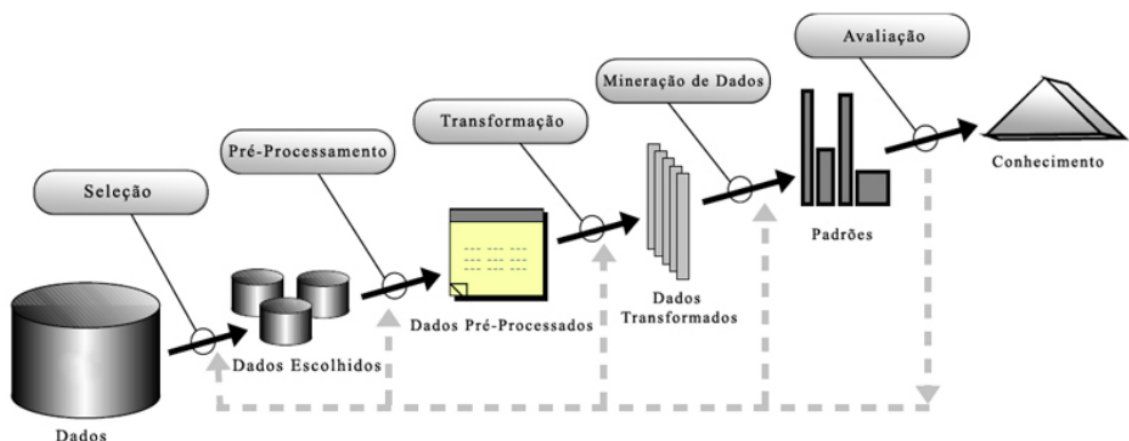 Avaliação
Mineração de Dados
Transformação
Pré-Processamento
Seleção
Conhecimento
Padrões
Dados
Transformados
Dados Pré-Processados
Dados Escolhidos
Dados